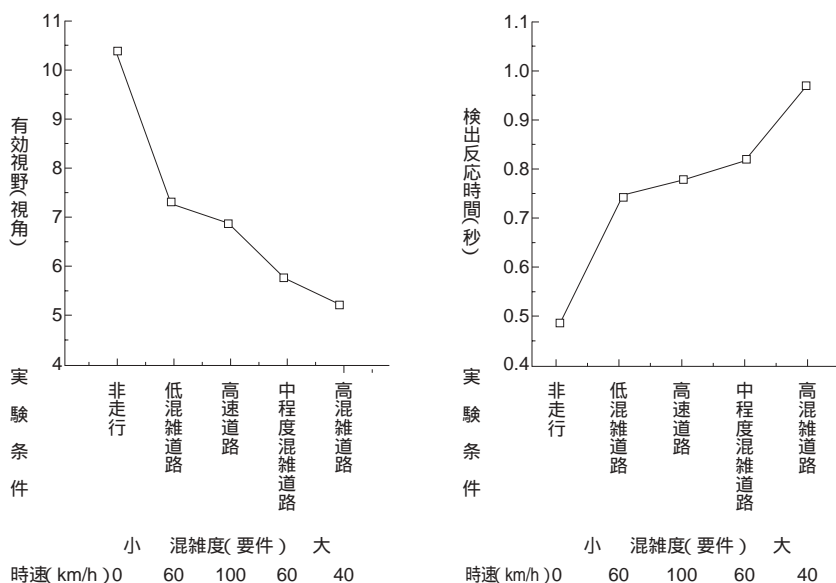 11
10
9
8
7
6
5
4
有効視野(視角)
実験条件
非走行
低混雑道路
高速道路
中程度混雑道路
高混雑道路
小 混雑度(要件) 大
時速(km/h) 0 60 100 60 40
1.1
1.0
0.9
0.8
0.7
0.6
0.5
0.4
検出反応時間(秒)
実験条件
非走行
低混雑道路
高速道路
中程度混雑道路
高混雑道路
小 混雑度(要件) 大
時速(km/h) 0 60 100 60 40